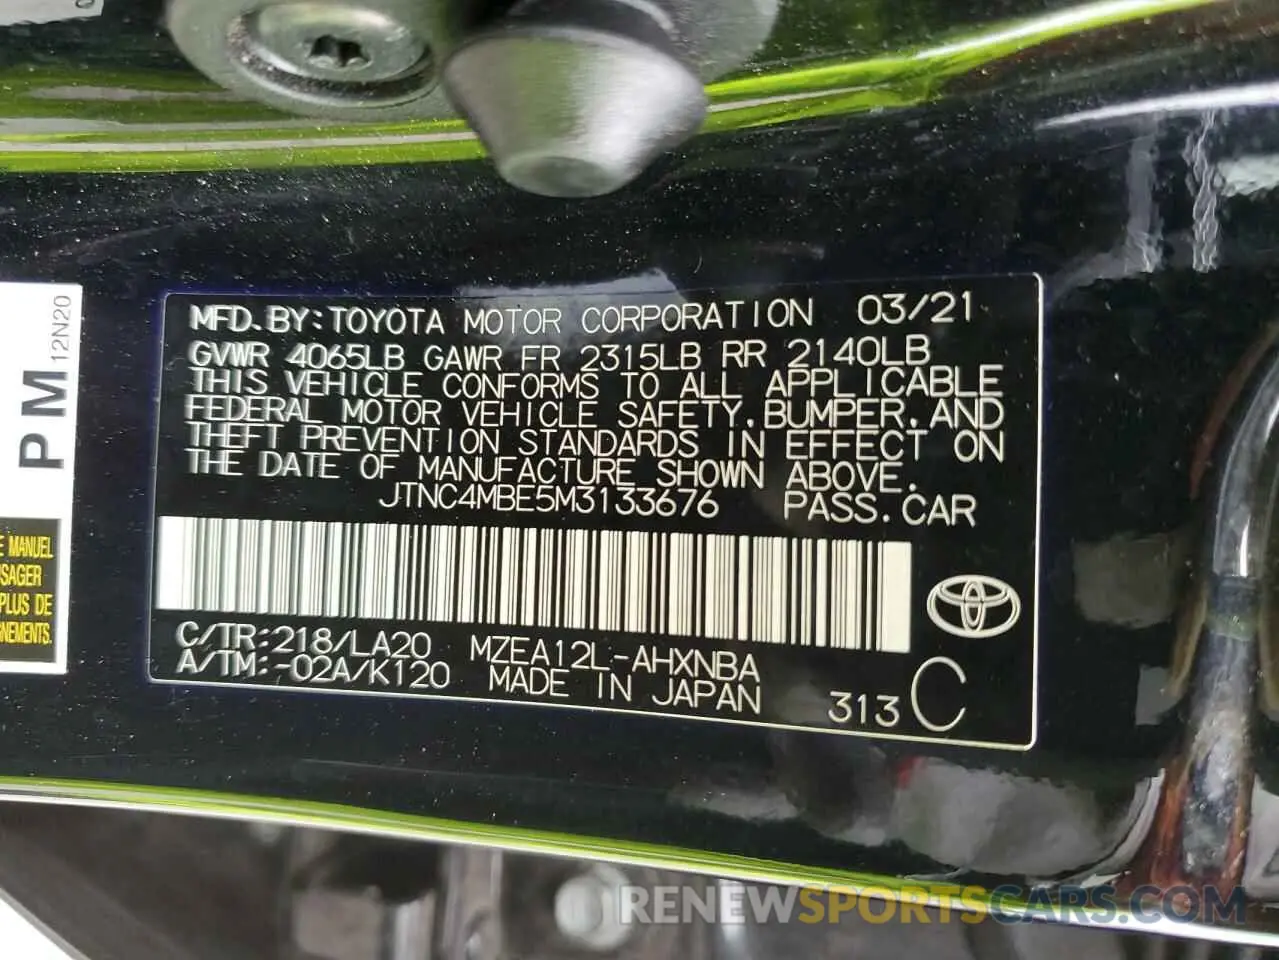 MFD.BY:TOYOTA MOTOR CORPORATION 03/21
GVWR 4065LB GAWR FR 2315LB RR 2140LB
THIS VEHICLE CONFORMS TO ALL APPLICABLE
FEDERAL MOTOR VEHICLE SAFETY,BUMPER,AND
THEFT PREVENTION STANDARDS IN EFFECT ON
THE DATE OF MANUFACTURE SHOWN ABOVE.
JTNC4MBE5M3133676 PASS.CAR
C/TR:218/LA20 MZEA12L-AHXNBA
A/TM:-02A/K120 MADE IN JAPAN
313 C
PM 12N20
E MANUEL
USAGER
PLUS DE
GNEMENTS.
RENEWSPORTSCARS.COM